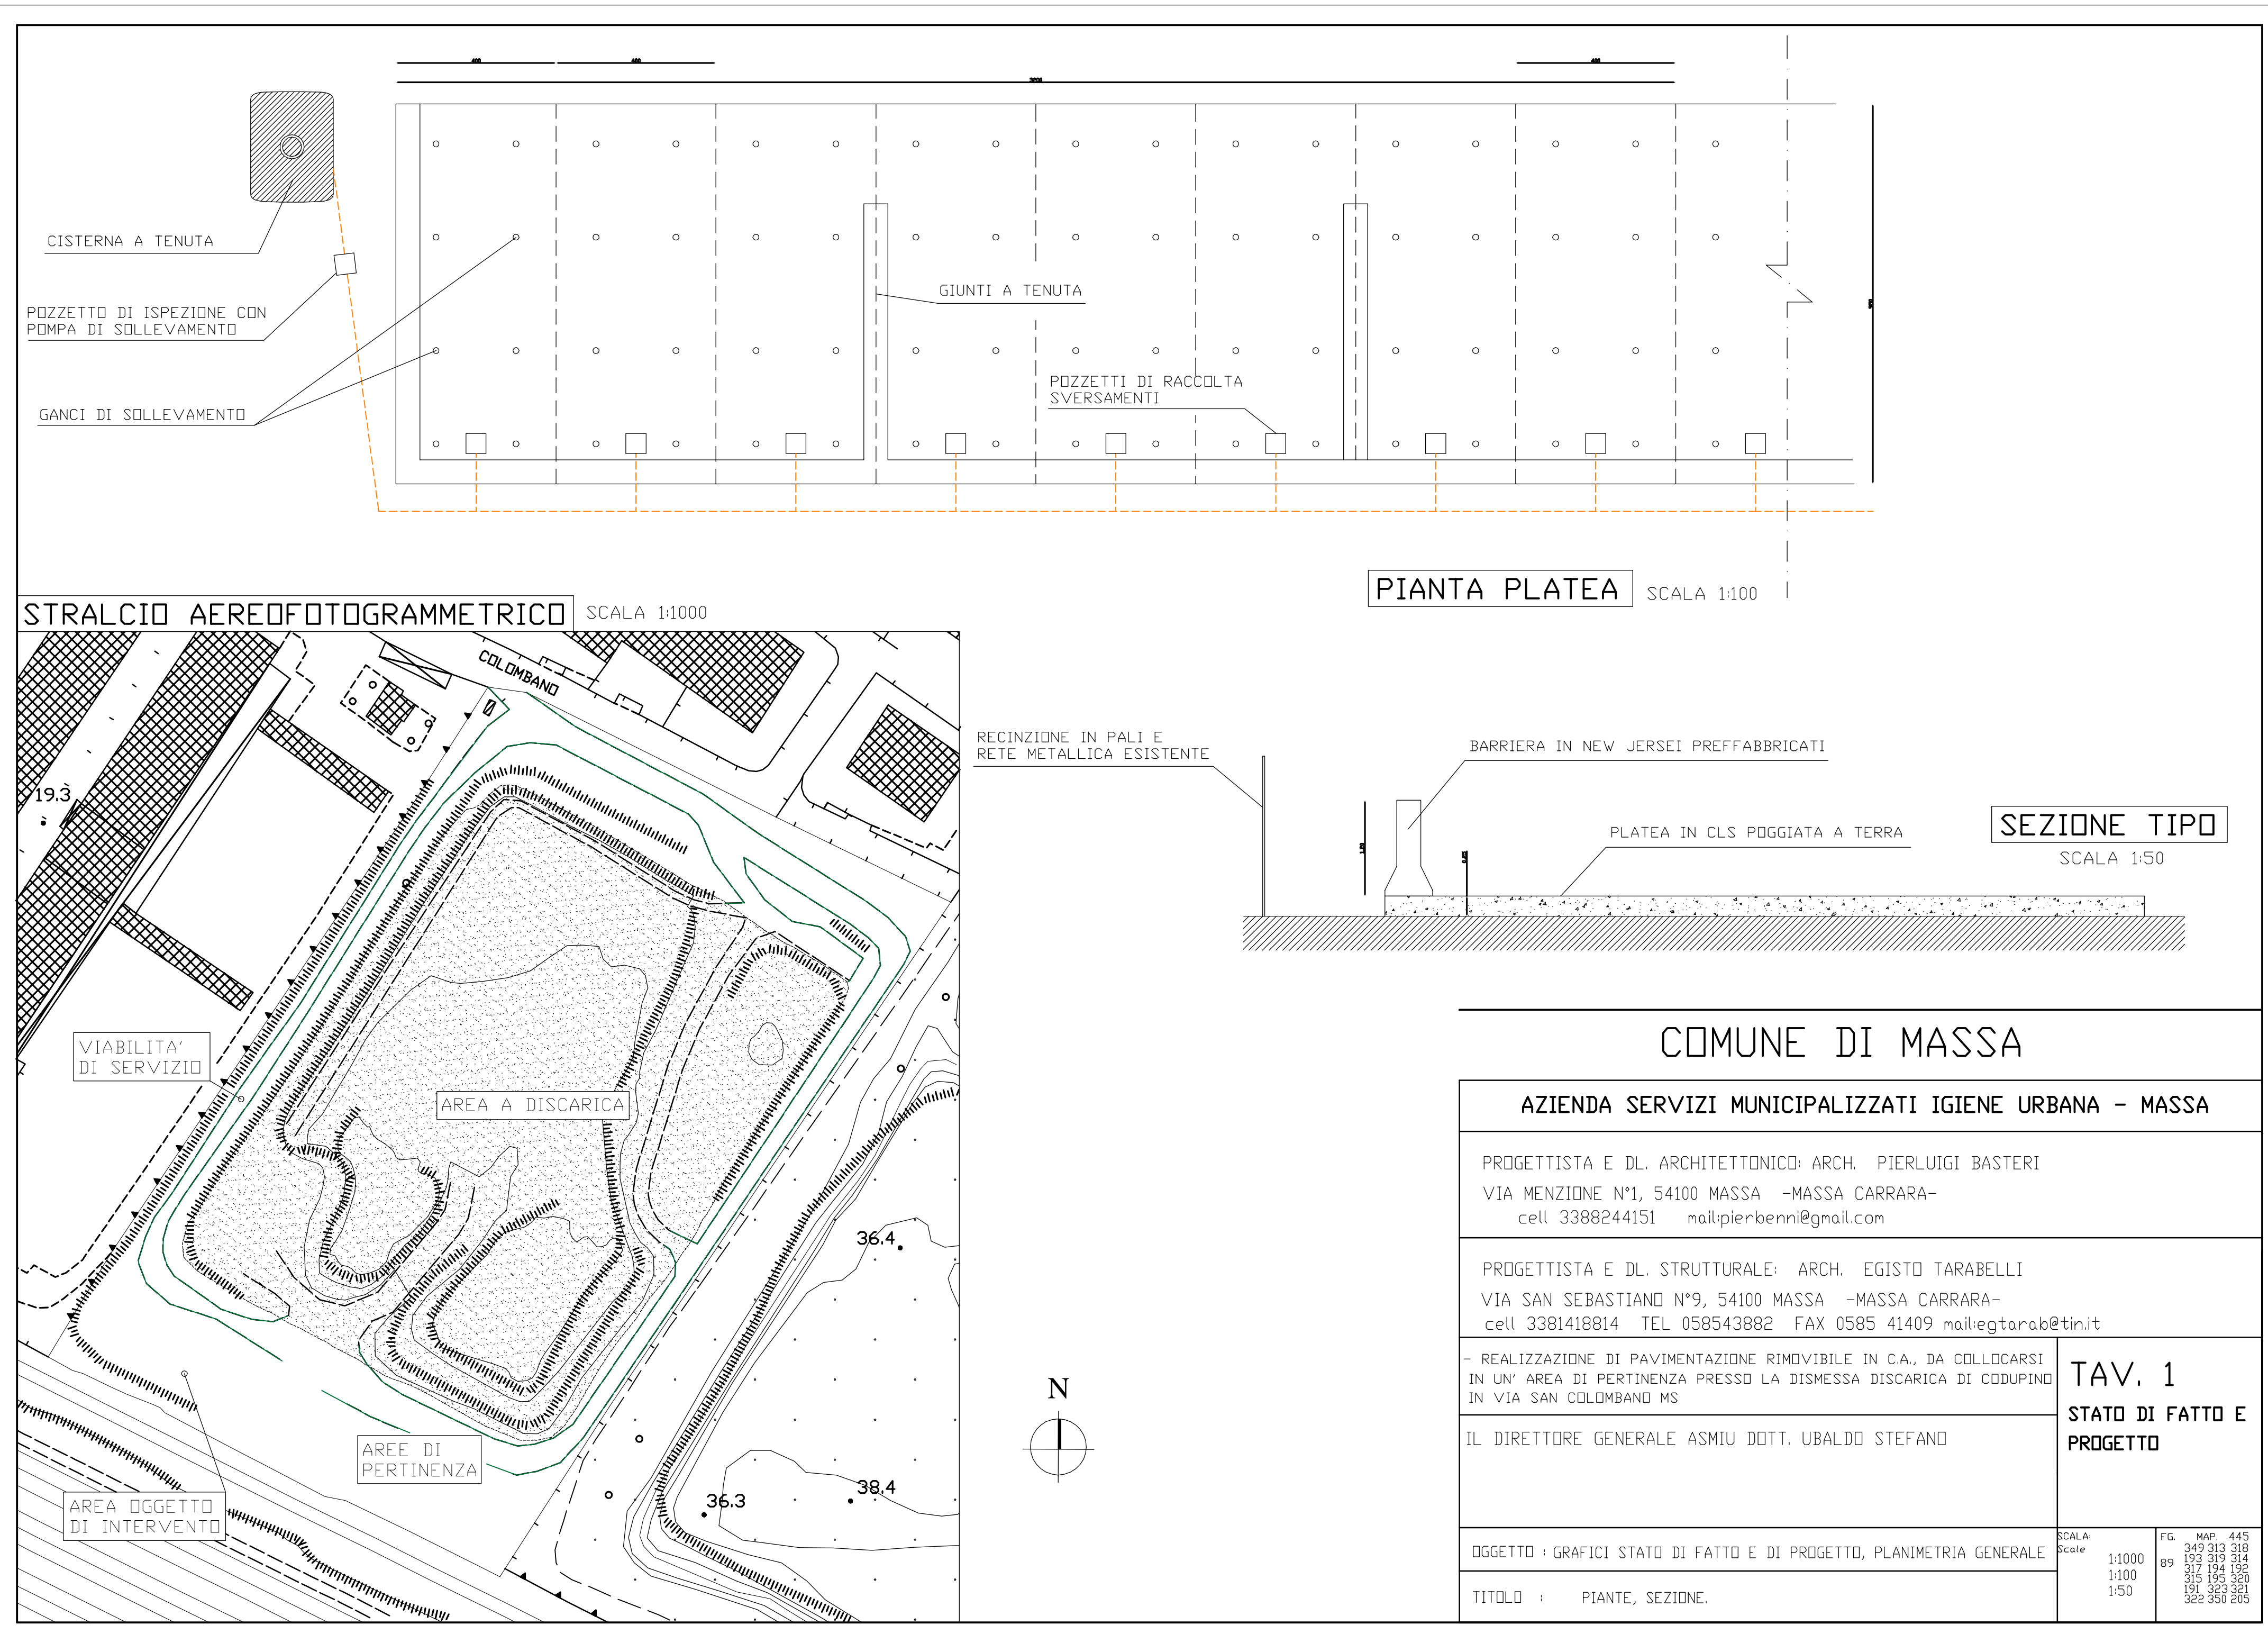 400
400
400
3200
CISTERNA A TENUTA
POZZETTO DI ISPEZIONE CON
POMPA DI SOLLEVAMENTO
GANCI DI SOLLEVAMENTO
GIUNTI A TENUTA
POZZETTI DI RACCOLTA
SVERSAMENTI
PIANTA PLATEA
SCALA 1:100
STRALCIO AEREOFOTOGRAMMETRICO
SCALA 1:1000
COLOMBANO
19.3
VIABILITA'
DI SERVIZIO
AREA A DISCARICA
36.4
38.4
36.3
AREE DI
PERTINENZA
AREA OGGETTO
DI INTERVENTO
N
RECINZIONE IN PALI E
RETE METALLICA ESISTENTE
BARRIERA IN NEW JERSEI PREFFABBRICATI
PLATEA IN CLS POGGIATA A TERRA
SEZIONE TIPO
SCALA 1:50
COMUNE DI MASSA
AZIENDA SERVIZI MUNICIPALIZZATI IGIENE URBANA - MASSA
PROGETTISTA E DL. ARCHITETTONICO: ARCH. PIERLUIGI BASTERI
VIA MENZIONE N°1, 54100 MASSA -MASSA CARRARA-
cell 3388244151 mail:pierbenni@gmail.com
PROGETTISTA E DL. STRUTTURALE: ARCH. EGISTO TARABELLI
VIA SAN SEBASTIANO N°9, 54100 MASSA -MASSA CARRARA-
cell 3381418814 TEL 058543882 FAX 0585 41409 mail:egtarab@tin.it
- REALIZZAZIONE DI PAVIMENTAZIONE RIMOVIBILE IN C.A., DA COLLOCARSI
IN UN' AREA DI PERTINENZA PRESSO LA DISMESSA DISCARICA DI CODUPINO
IN VIA SAN COLOMBANO MS
TAV. 1
STATO DI FATTO E
PROGETTO
IL DIRETTORE GENERALE ASMIU DOTT. UBALDO STEFANO
OGGETTO : GRAFICI STATO DI FATTO E DI PROGETTO, PLANIMETRIA GENERALE
TITOLO : PIANTE, SEZIONE.
SCALA:
Scale
1:1000
1:100
1:50
FG.
89
MAP. 445
349 313 318
193 319 314
317 194 192
315 195 320
191 323 321
322 350 205